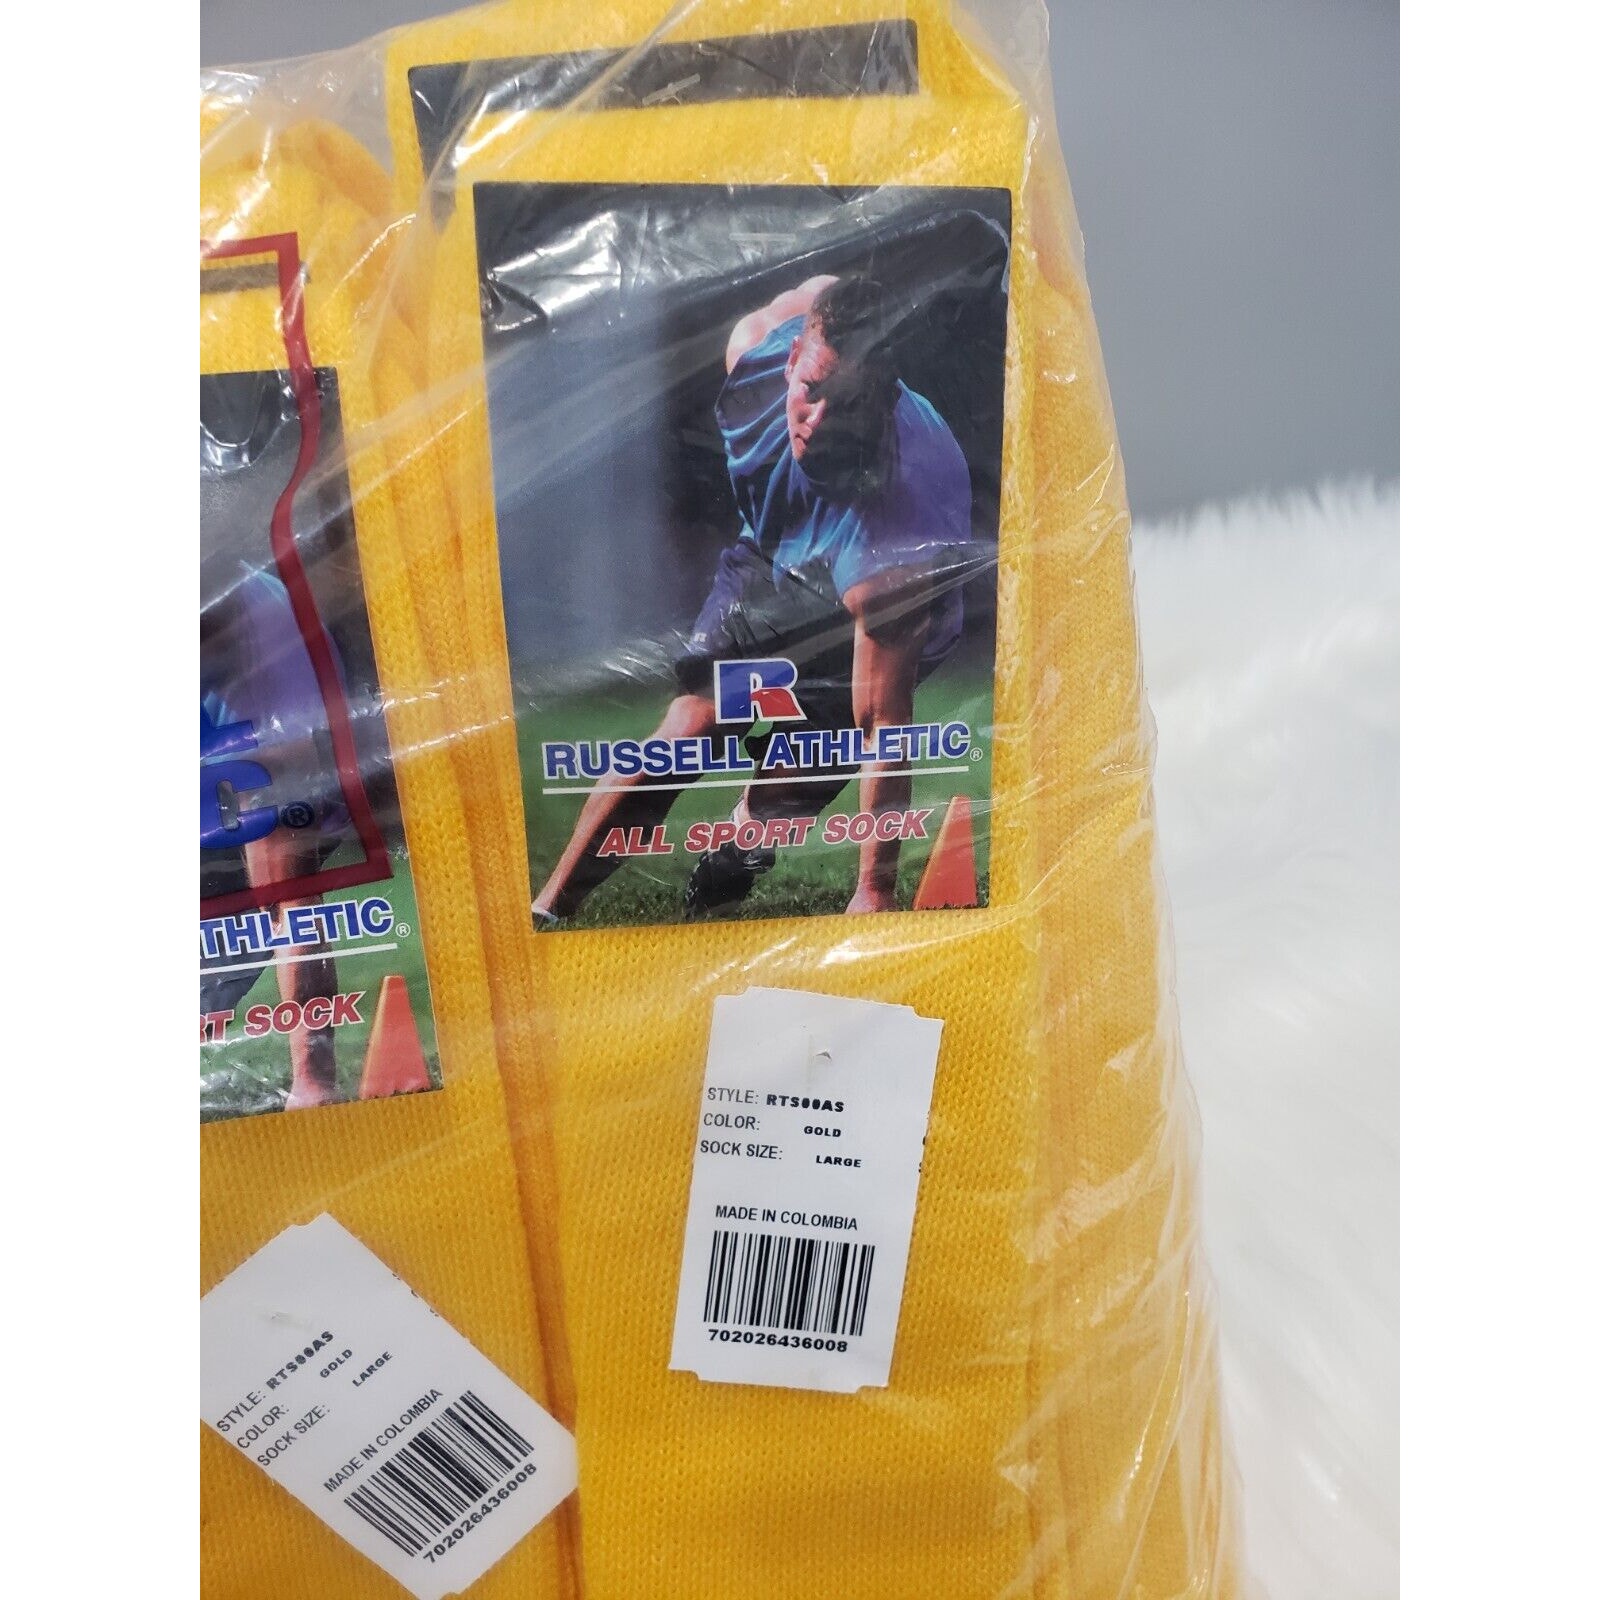 R
RUSSELL ATHLETIC®
ALL SPORT SOCK
STYLE: RTS00AS
COLOR: GOLD
SOCK SIZE: LARGE
MADE IN COLOMBIA
702026436008
®
THLETIC®
RT SOCK
STYLE: RTS00AS
COLOR: GOLD
SOCK SIZE: LARGE
MADE IN COLOMBIA
702026436008